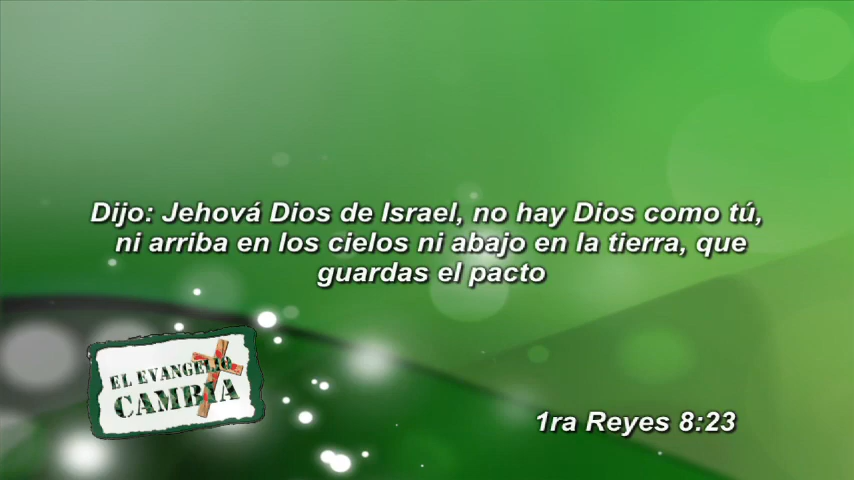 Dijo: Jehová Dios de Israel, no hay Dios como tú,
ni arriba en los cielos ni abajo en la tierra, que
guardas el pacto
EL EVANGELIO
CAMBIA
1ra Reyes 8:23